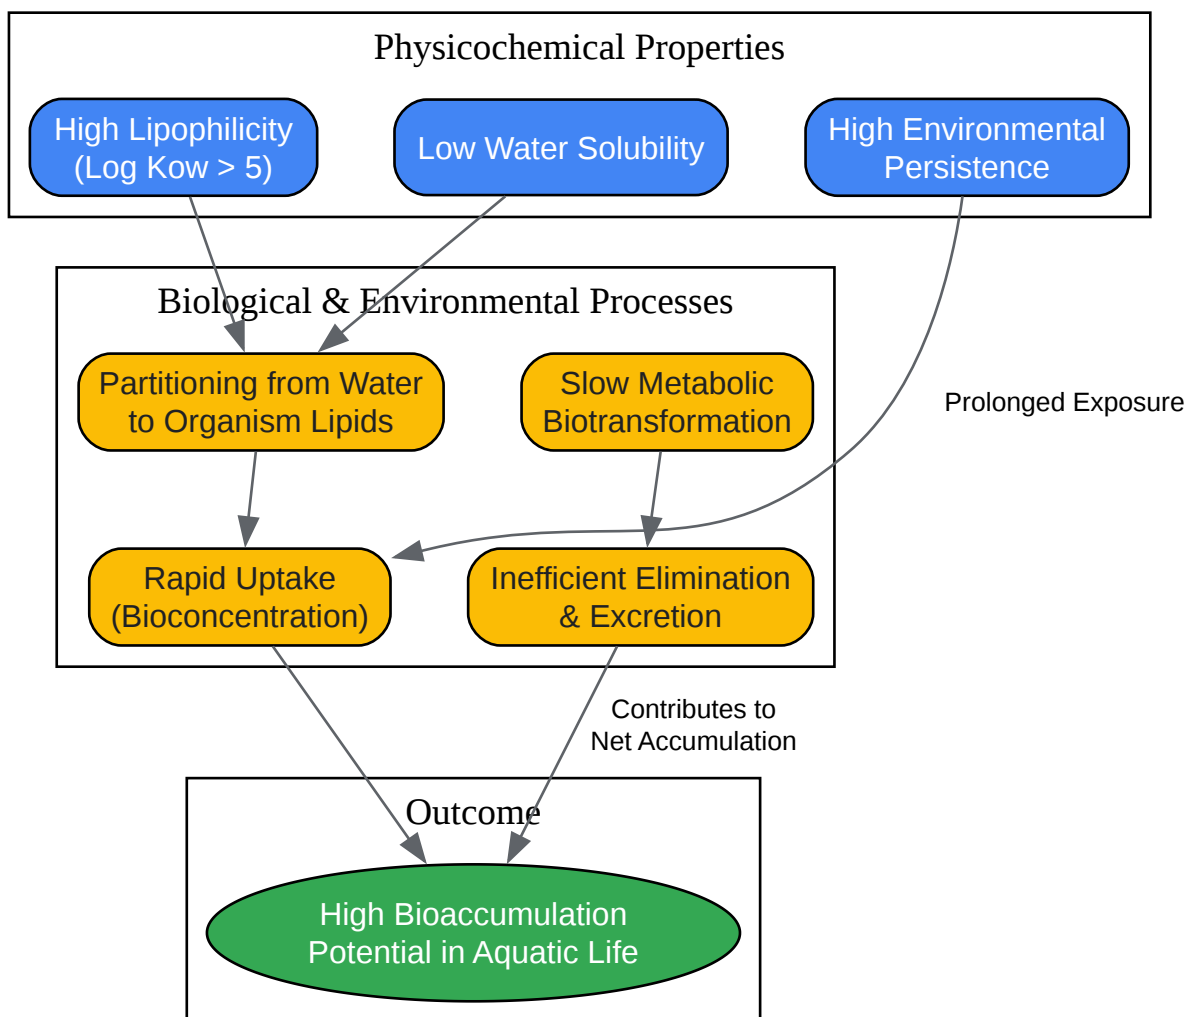 Physicochemical Properties
High Lipophilicity
(Log Kow > 5)
Low Water Solubility
High Environmental
Persistence
Biological & Environmental Processes
Partitioning from Water
to Organism Lipids
Slow Metabolic
Biotransformation
Prolonged Exposure
Rapid Uptake
(Bioconcentration)
Inefficient Elimination
& Excretion
Contributes to
Net Accumulation
Outcome
High Bioaccumulation
Potential in Aquatic Life